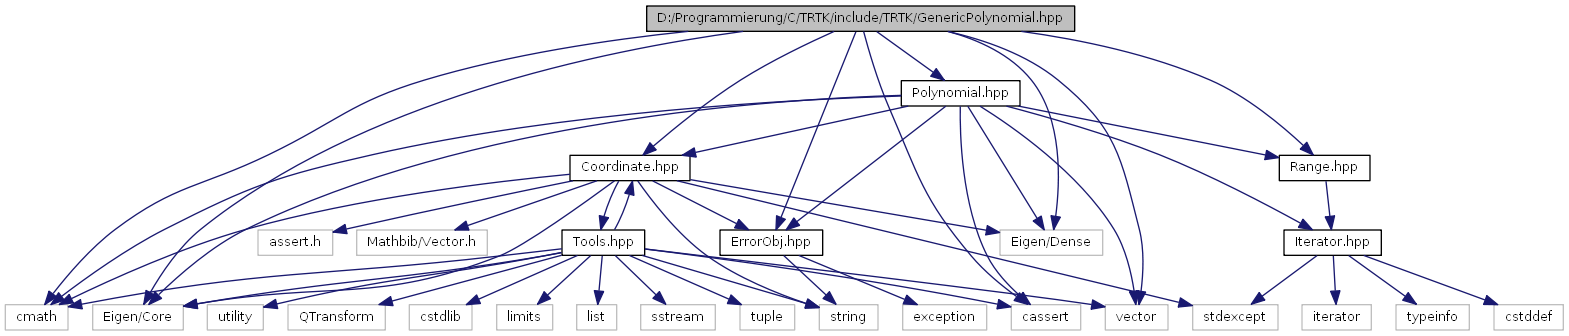 D:/Programmierung/C/TRTK/include/TRTK/GenericPolynomial.hpp
Polynomial.hpp
Coordinate.hpp
Range.hpp
assert.h
Mathbib/Vector.h
Tools.hpp
ErrorObj.hpp
Eigen/Dense
Iterator.hpp
cmath
Eigen/Core
utility
QTransform
cstdlib
limits
list
sstream
tuple
string
exception
cassert
vector
stdexcept
iterator
typeinfo
cstddef